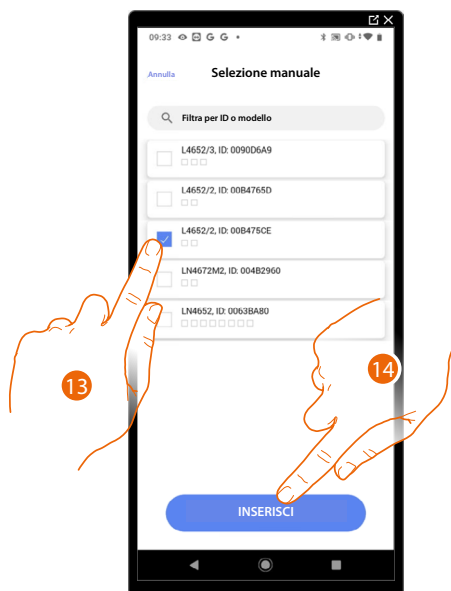 09:33 G G
Annulla Selezione manuale
Filtra per ID o modello
L4652/3, ID: 0090D6A9
L4652/2, ID: 00B4765D
L4652/2, ID: 00B475CE
LN4672M2, ID: 004B2960
LN4652, ID: 0063BA80
13
14
INSERISCI